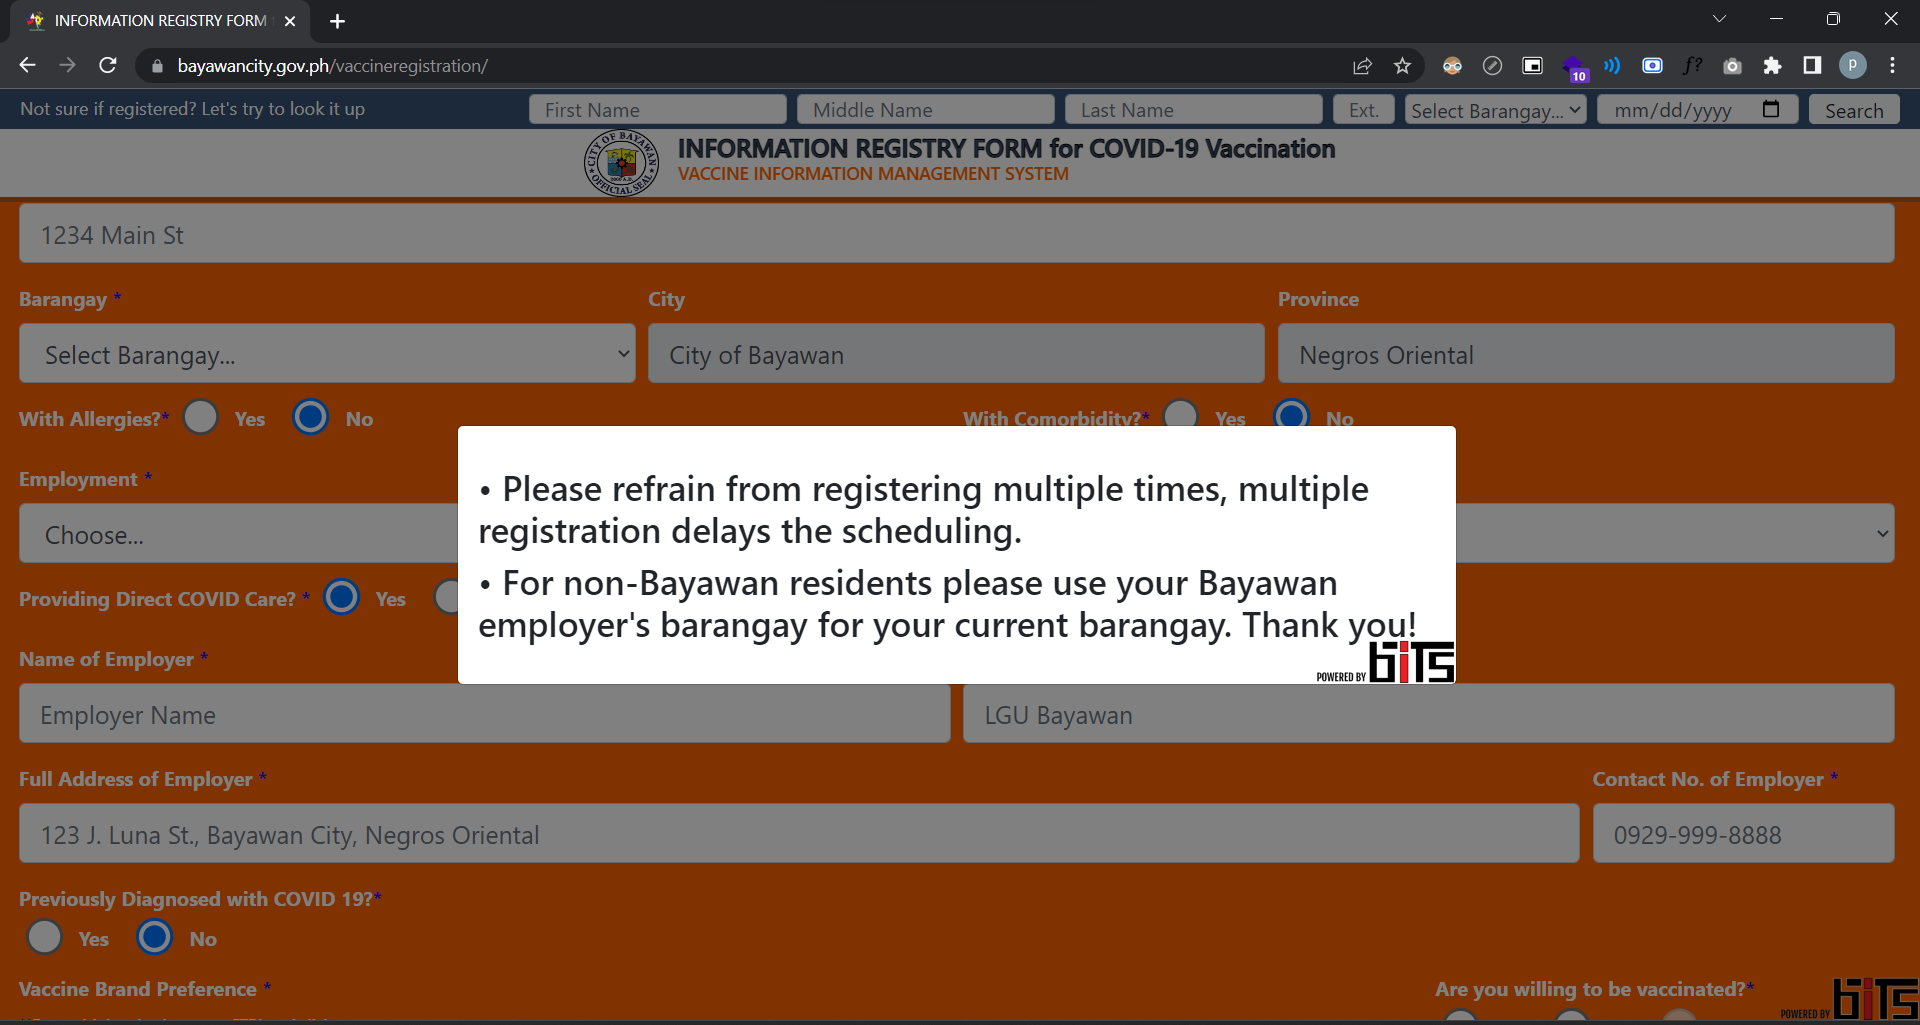 INFORMATION REGISTRY FORM
bayawancity.gov.ph/vaccineregistration/
10
f?
P
Not sure if registered? Let's try to look it up
First Name
Middle Name
Last Name
Ext.
Select Barangay...
mm/dd/yyyy
Search
CITY OF BAYAWAN
OFFICIAL SEAL
INFORMATION REGISTRY FORM for COVID-19 Vaccination
VACCINE INFORMATION MANAGEMENT SYSTEM
1234 Main St
Barangay *
City
Province
Select Barangay...
City of Bayawan
Negros Oriental
With Allergies?*
Yes
No
With Comorbidity?*
Yes
No
Employment *
Choose...
• Please refrain from registering multiple times, multiple
registration delays the scheduling.
• For non-Bayawan residents please use your Bayawan
employer's barangay for your current barangay. Thank you!
POWERED BY biTS
Providing Direct COVID Care? *
Yes
Name of Employer *
Employer Name
LGU Bayawan
Full Address of Employer *
Contact No. of Employer *
123 J. Luna St., Bayawan City, Negros Oriental
0929-999-8888
Previously Diagnosed with COVID 19?*
Yes
No
Vaccine Brand Preference *
Are you willing to be vaccinated?*
POWERED BY biTS